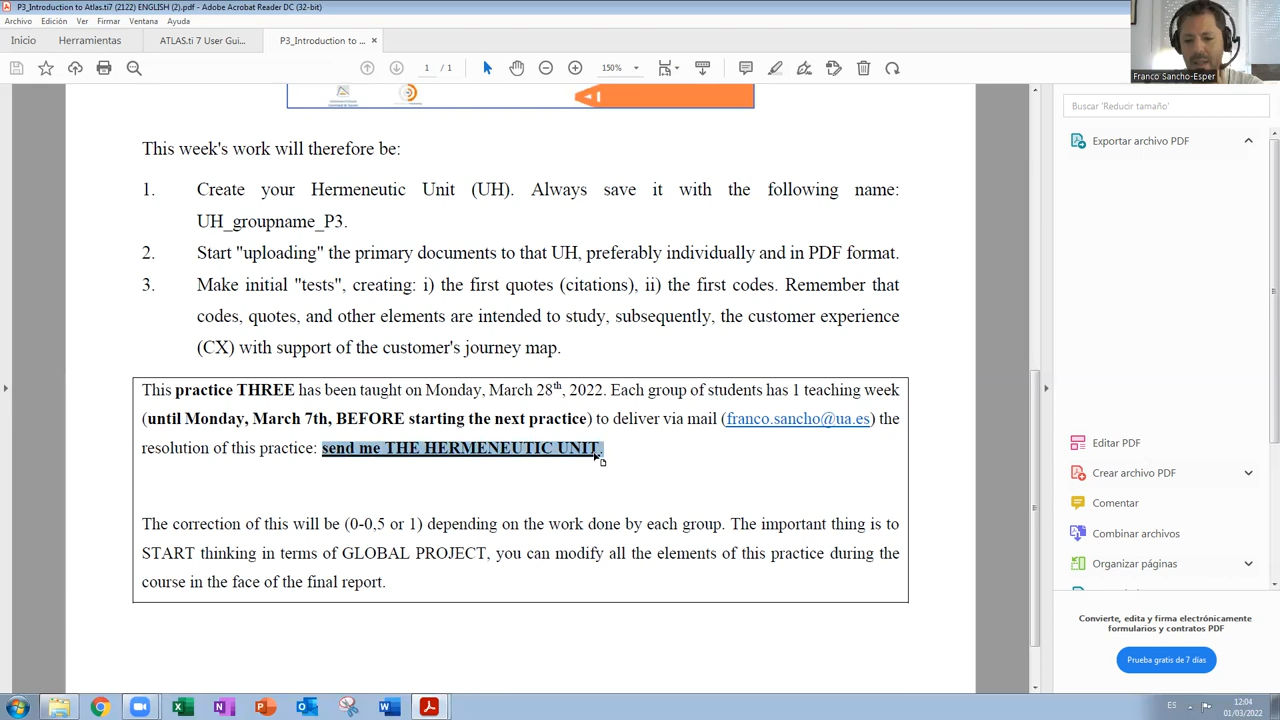 P3_Introduction to Atlas.ti7 (2122) ENGLISH (2).pdf - Adobe Acrobat Reader DC (32-bit)
Archivo Edición Ver Firmar Ventana Ayuda
Inicio Herramientas ATLAS.ti 7 User Gui... P3_Introduction to ... ×
1 / 1 150%
Franco Sancho-Esper
Buscar 'Reducir tamaño'
Exportar archivo PDF
This week's work will therefore be:
1. Create your Hermeneutic Unit (UH). Always save it with the following name:
UH_groupname_P3.
2. Start "uploading" the primary documents to that UH, preferably individually and in PDF format.
3. Make initial "tests", creating: i) the first quotes (citations), ii) the first codes. Remember that
codes, quotes, and other elements are intended to study, subsequently, the customer experience
(CX) with support of the customer's journey map.
This practice THREE has been taught on Monday, March 28th, 2022. Each group of students has 1 teaching week
(until Monday, March 7th, BEFORE starting the next practice) to deliver via mail (franco.sancho@ua.es) the
resolution of this practice: send me THE HERMENEUTIC UNIT.
The correction of this will be (0-0,5 or 1) depending on the work done by each group. The important thing is to
START thinking in terms of GLOBAL PROJECT, you can modify all the elements of this practice during the
course in the face of the final report.
Editar PDF
Crear archivo PDF
Comentar
Combinar archivos
Organizar páginas
Convierte, edita y firma electrónicamente
formularios y contratos PDF
Prueba gratis de 7 días
ES
12:04
01/03/2022